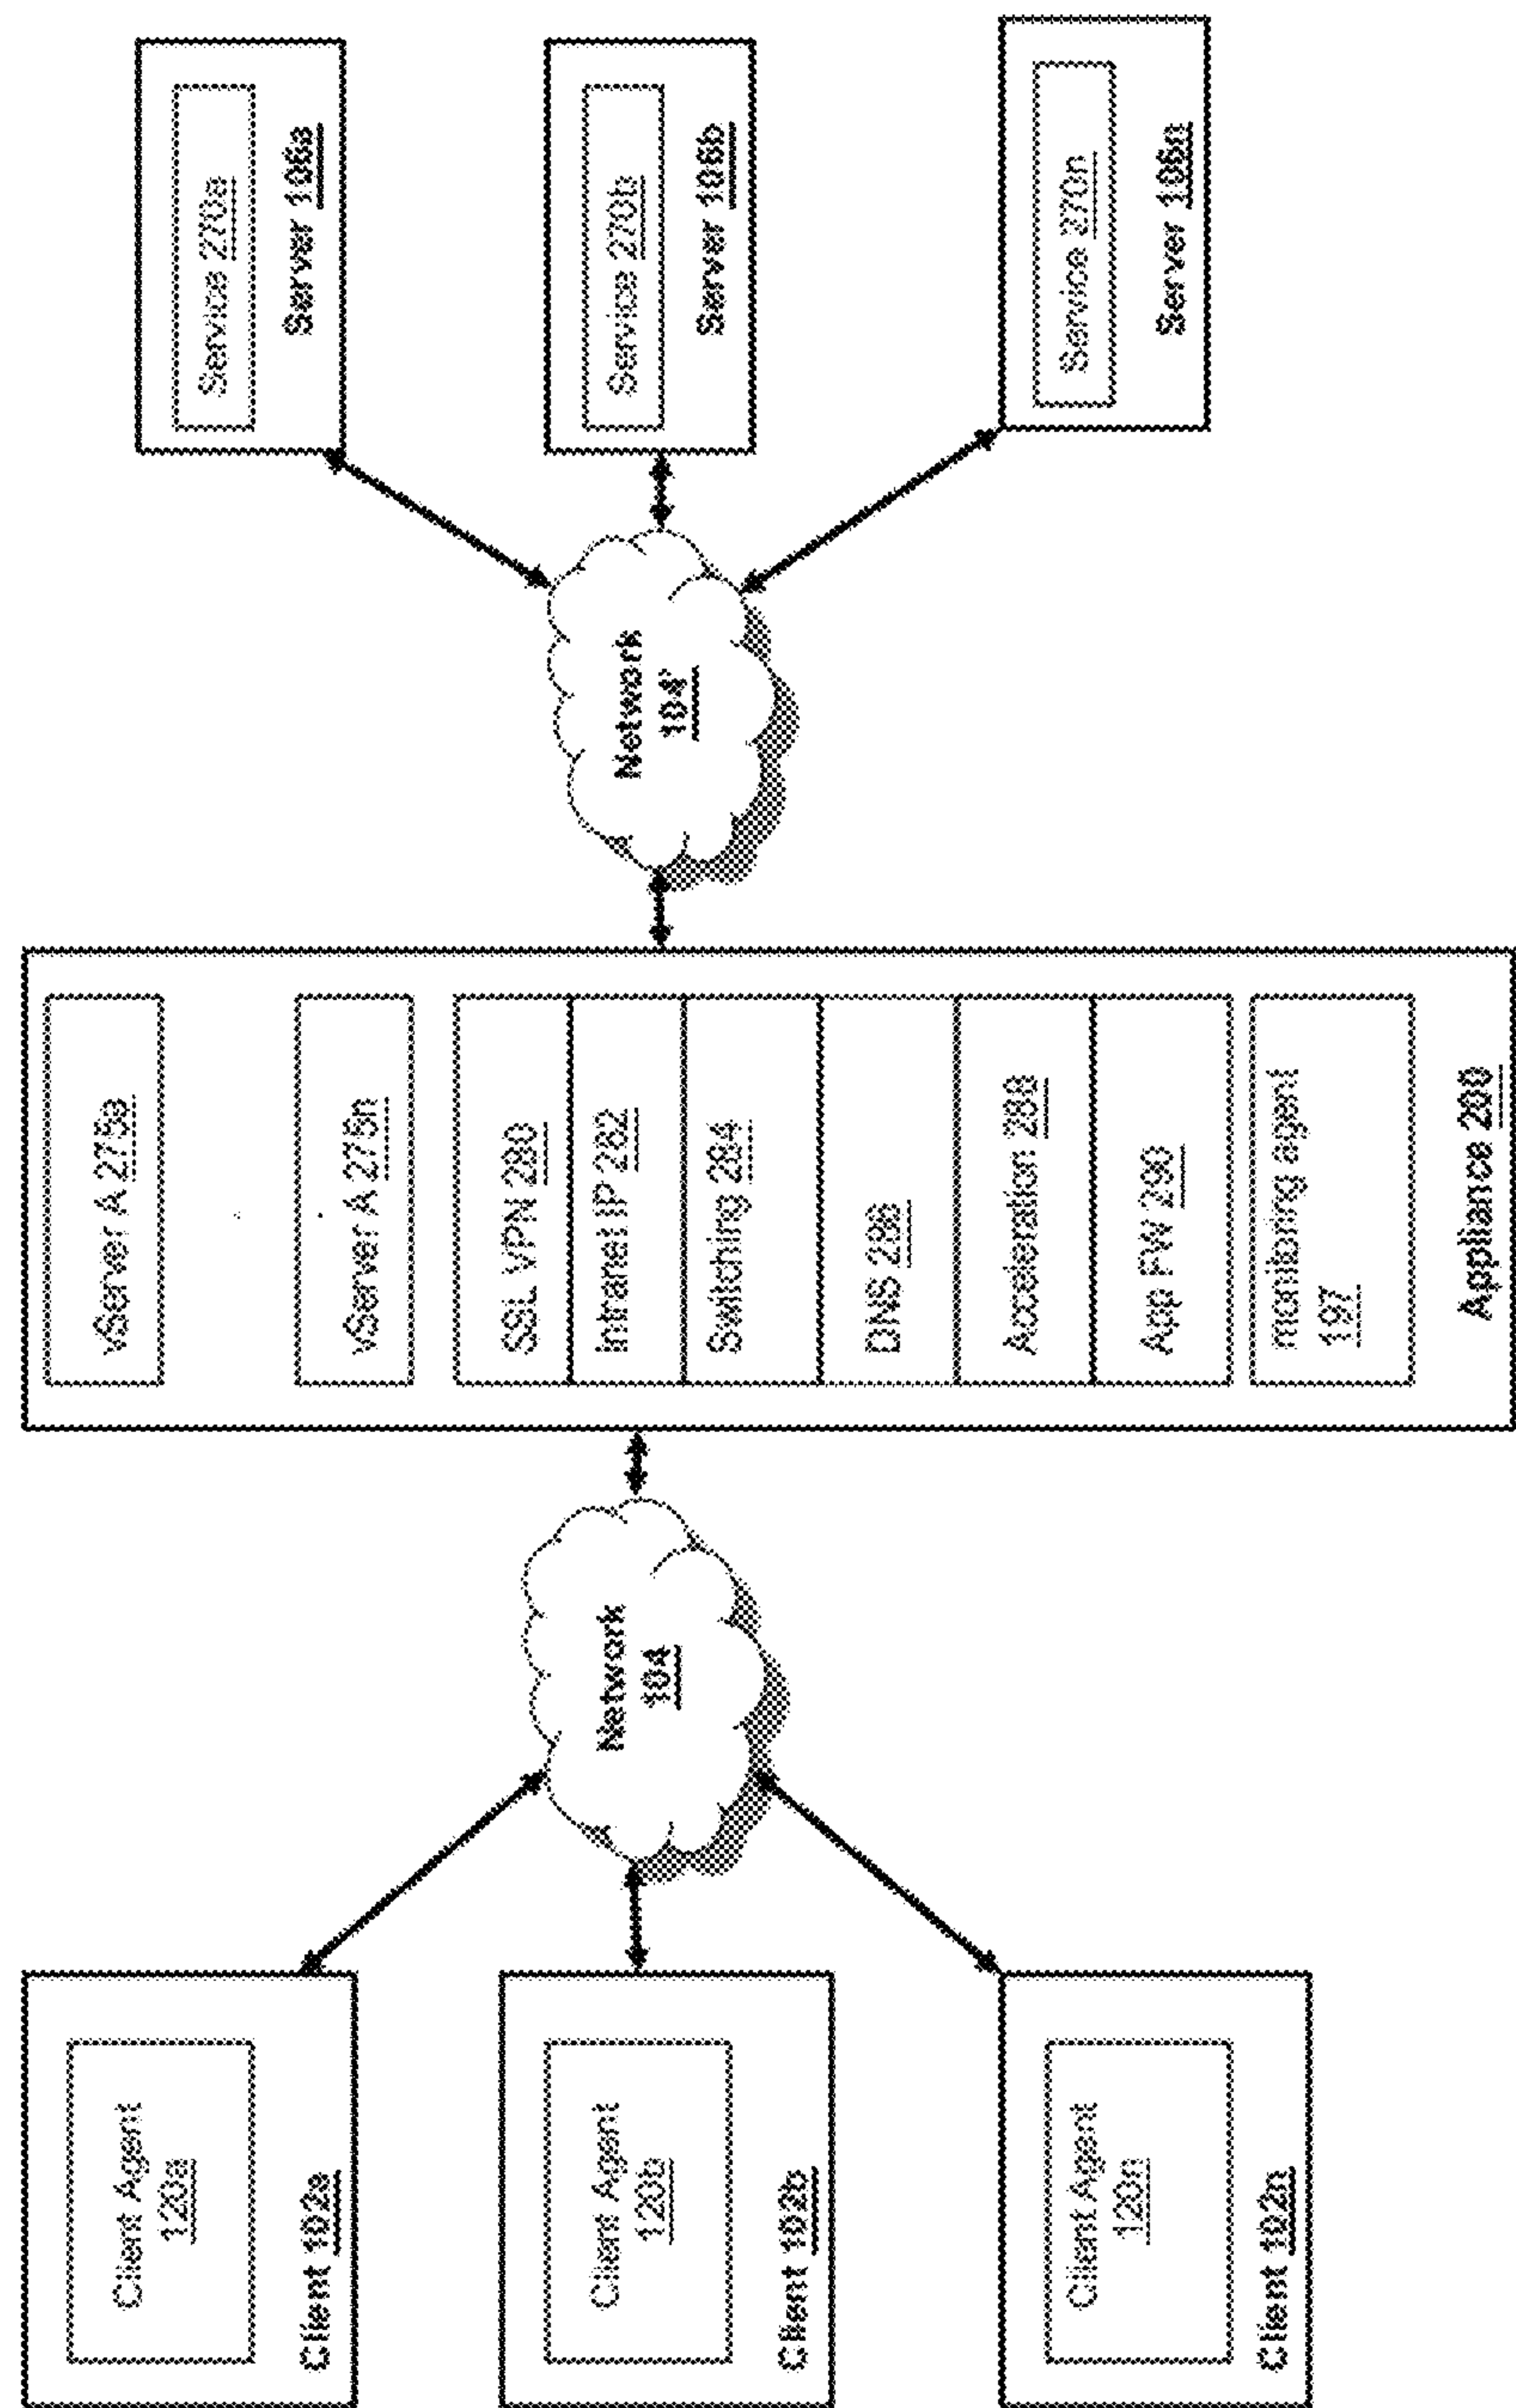 Client Agent
120a
Client 102a
Client Agent
120b
Client 102b
Client Agent
120n
Client 102n
Network
104
vServer A 275a
vServer A 275n
SSL VPN 280
Intranet IP 282
Switching 284
DNS 286
Acceleration 288
App FW 290
monitoring agent
197
Appliance 200
Network
104'
Service 270a
Server 106a
Service 270b
Server 106b
Service 270n
Server 106n